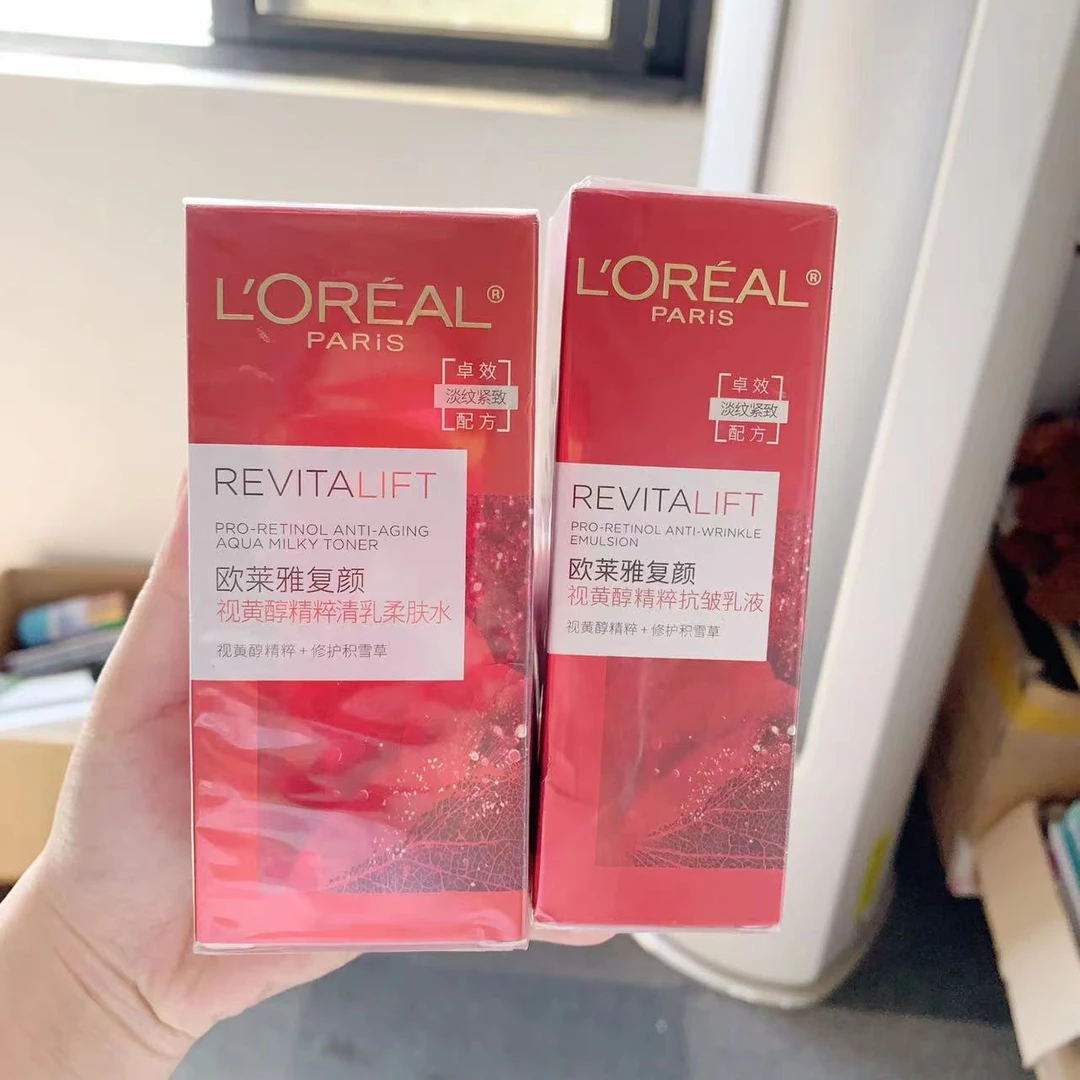 L'ORÉAL®
PARiS
卓效
淡纹紧致
配方
REVITALIFT
PRO-RETINOL ANTI-AGING
AQUA MILKY TONER
欧莱雅复颜
视黄醇精粹清乳柔肤水
视黄醇精粹+修护积雪草
L'ORÉAL®
PARiS
卓效
淡纹紧致
配方
REVITALIFT
PRO-RETINOL ANTI-WRINKLE
EMULSION
欧莱雅复颜
视黄醇精粹抗皱乳液
视黄醇精粹+修护积雪草